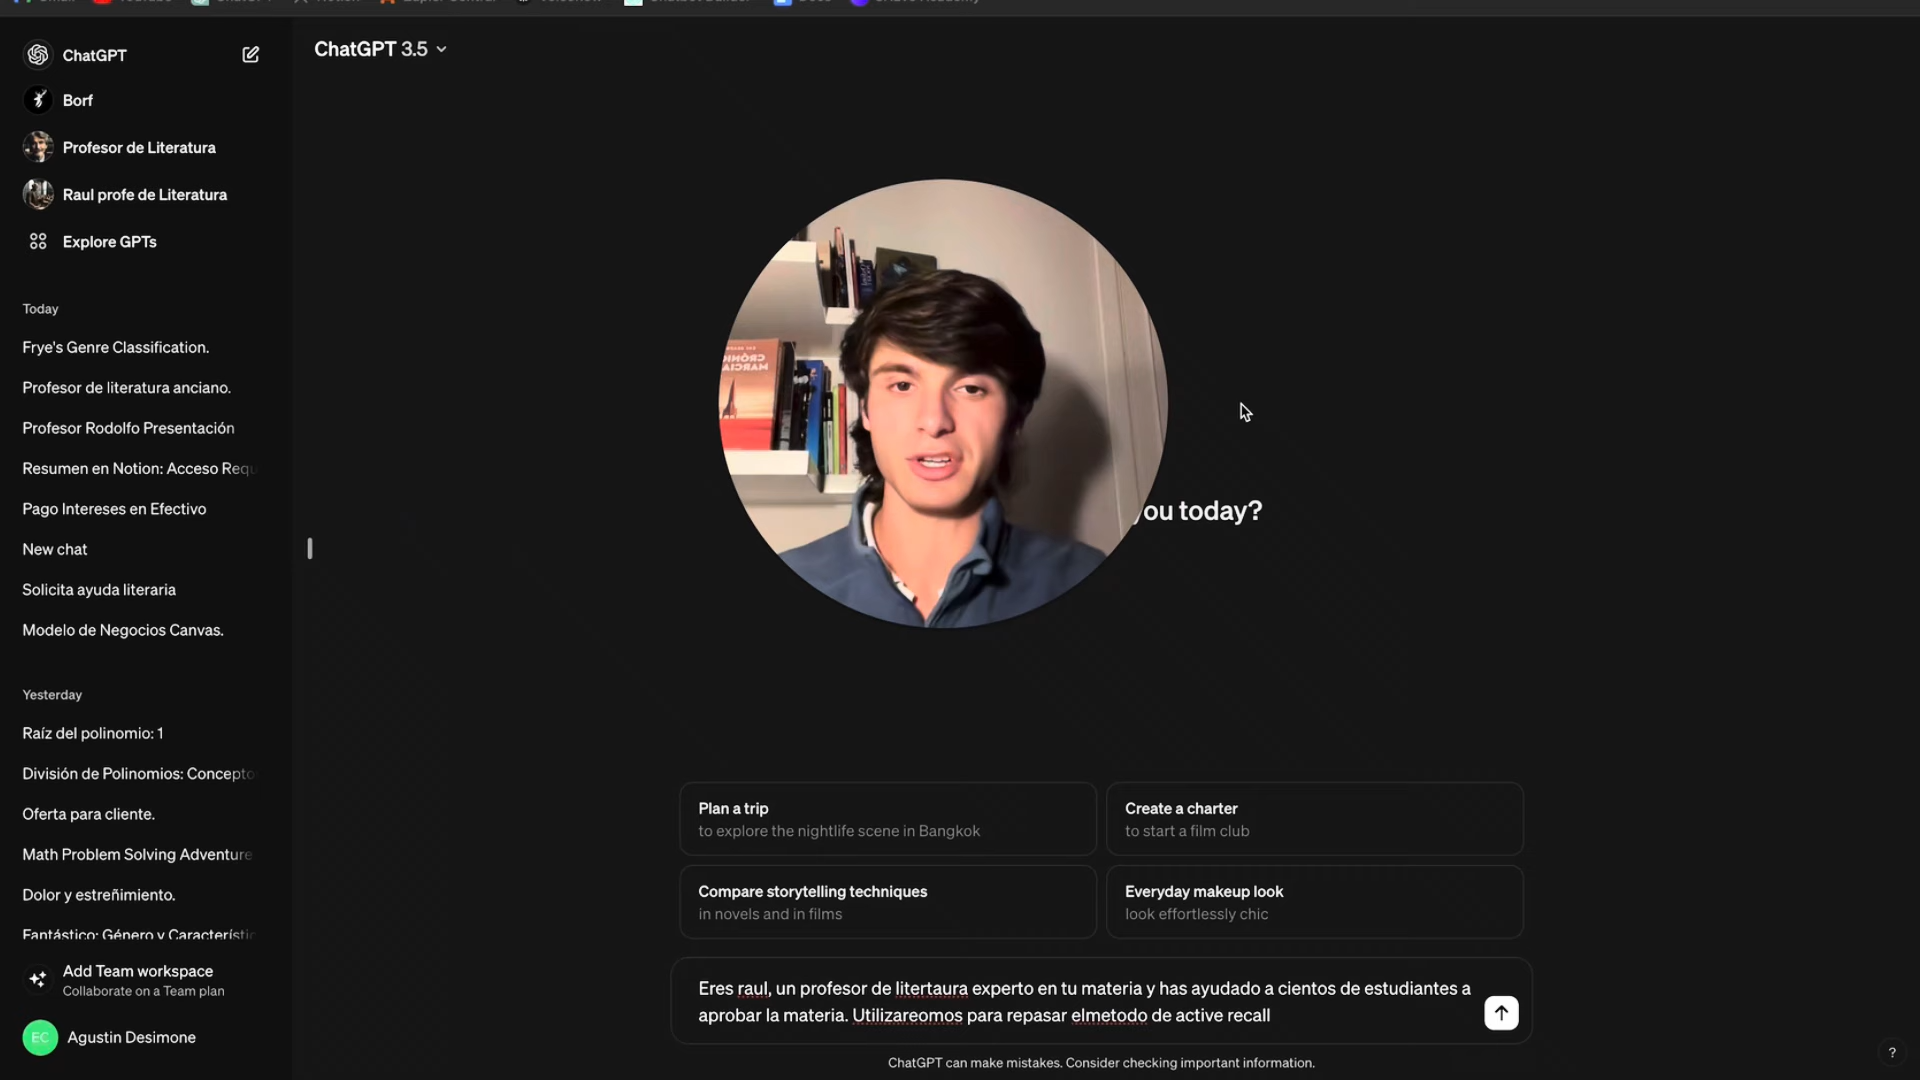 ChatGPT
ChatGPT 3.5
Borf
Profesor de Literatura
Raul profe de Literatura
Explore GPTs
Today
Frye's Genre Classification.
Profesor de literatura anciano.
Profesor Rodolfo Presentación
Resumen en Notion: Acceso Requ
Pago Intereses en Efectivo
New chat
Solicita ayuda literaria
Modelo de Negocios Canvas.
Yesterday
Raíz del polinomio: 1
División de Polinomios: Concepto
Oferta para cliente.
Math Problem Solving Adventure
Dolor y estreñimiento.
Fantástico: Género y Característic
Add Team workspace
Collaborate on a Team plan
EC
Agustin Desimone
you today?
Plan a trip
to explore the nightlife scene in Bangkok
Create a charter
to start a film club
Compare storytelling techniques
in novels and in films
Everyday makeup look
look effortlessly chic
Eres raul, un profesor de litertaura experto en tu materia y has ayudado a cientos de estudiantes a
aprobar la materia. Utilizareomos para repasar elmetodo de active recall
ChatGPT can make mistakes. Consider checking important information.
?